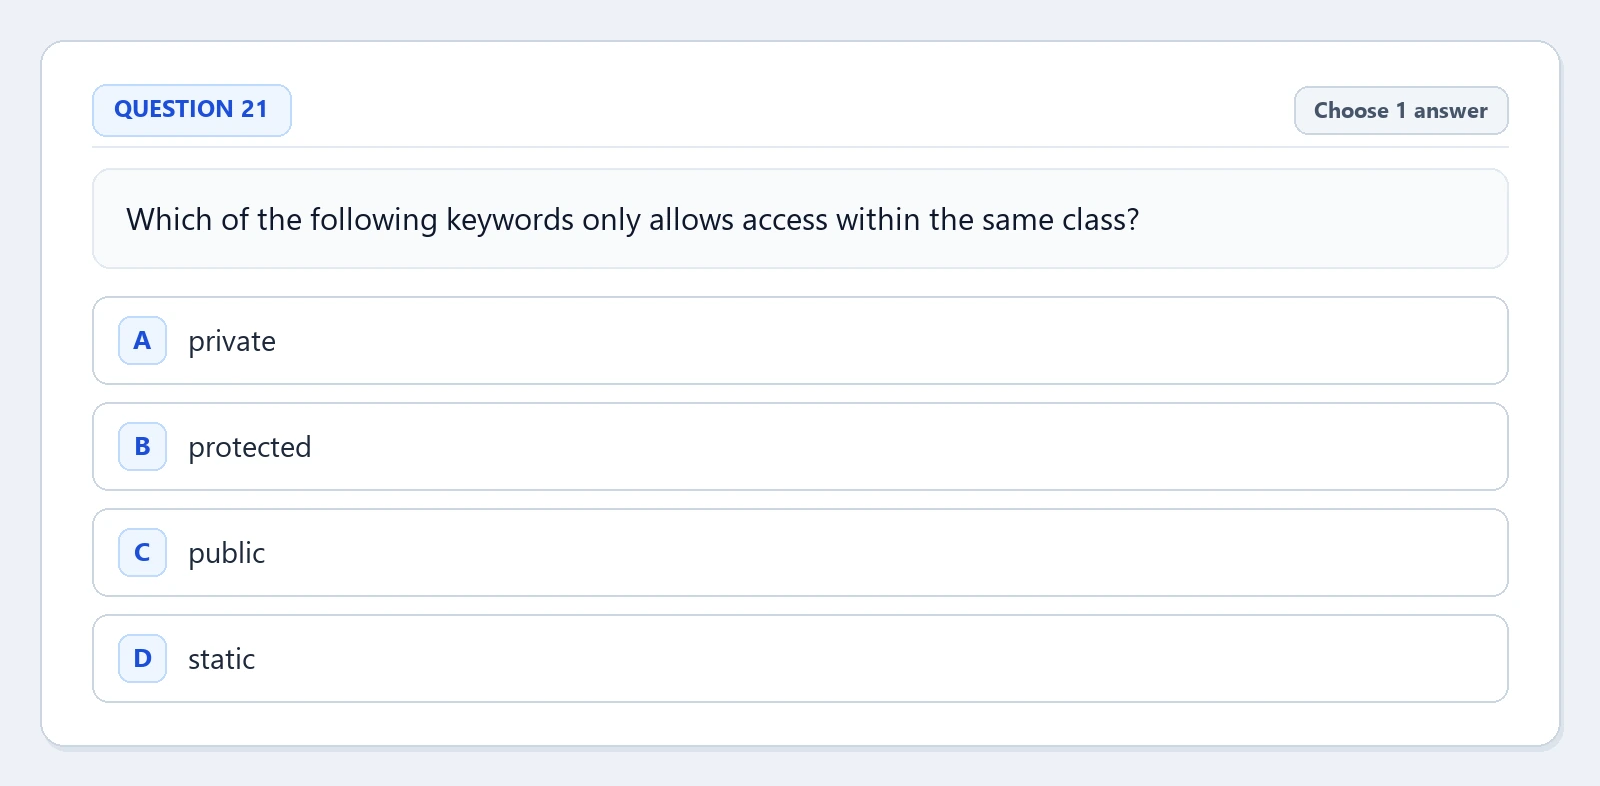 QUESTION 21
Choose 1 answer
Which of the following keywords only allows access within the same class?
A private
B protected
C public
D static